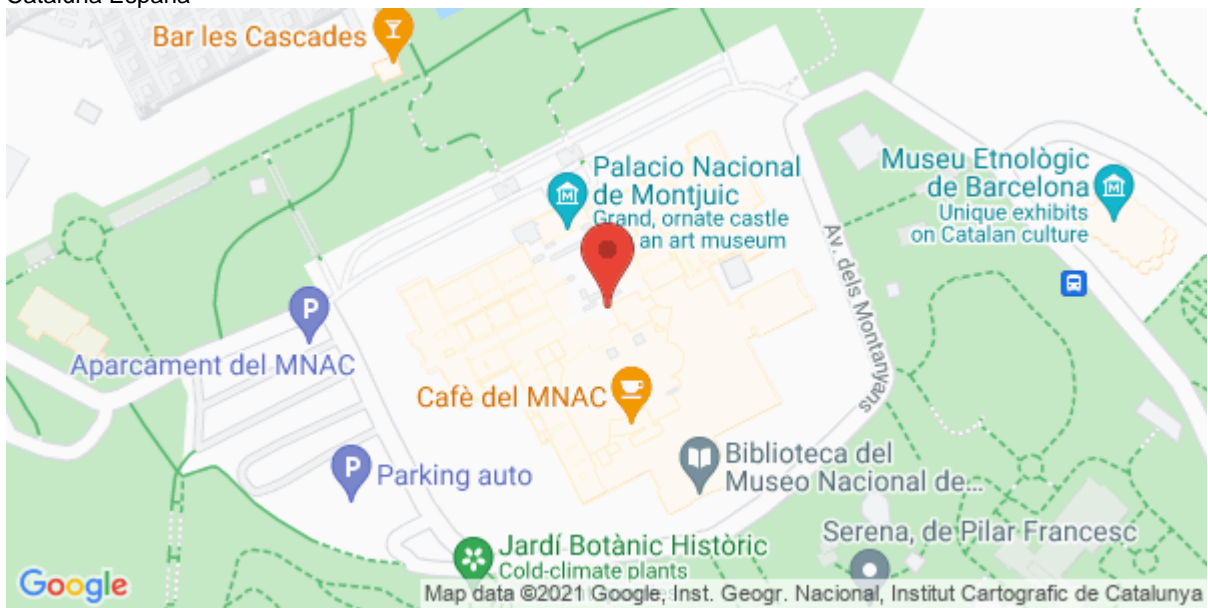 Cataluña España
Bar les Cascades
Palacio Nacional
de Montjuic
Grand, ornate castle
an art museum
Museu Etnològic
de Barcelona
Unique exhibits
on Catalan culture
Av. dels Montanyans
P
Aparcament del MNAC
Cafè del MNAC
P
Parking auto
Biblioteca del
Museo Nacional de...
Serena, de Pilar Francesc
Jardí Botànic Històric
Cold-climate plants
Google
Map data ©2021 Google, Inst. Geogr. Nacional, Institut Cartografic de Catalunya